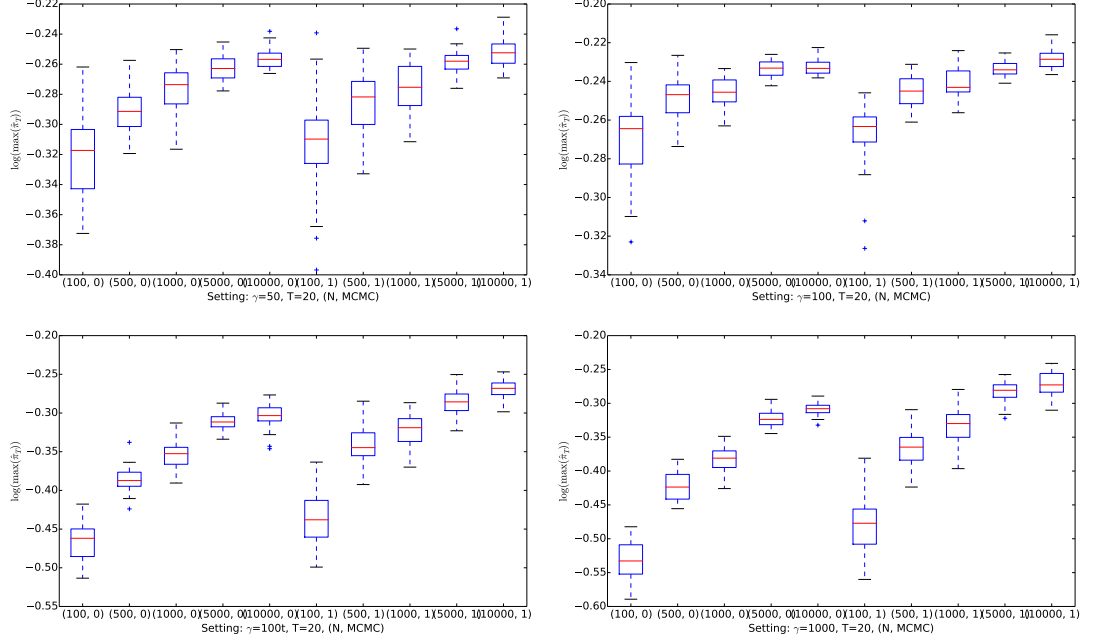 −0.22
−0.24
−0.26
−0.28
−0.30
−0.32
−0.34
−0.36
−0.38
−0.40
log(max(π̂_T))
(100, 0) (500, 0) (1000, 0) (5000, 0) (10000, 0) (100, 1) (500, 1) (1000, 1) (5000, 1) (10000, 1)
Setting: γ=50, T=20, (N, MCMC)
−0.20
−0.22
−0.24
−0.26
−0.28
−0.30
−0.32
−0.34
log(max(π̂_T))
(100, 0) (500, 0) (1000, 0) (5000, 0) (10000, 0) (100, 1) (500, 1) (1000, 1) (5000, 1) (10000, 1)
Setting: γ=100, T=20, (N, MCMC)
−0.20
−0.25
−0.30
−0.35
−0.40
−0.45
−0.50
−0.55
log(max(π̂_T))
(100, 0) (500, 0) (1000, 0) (5000, 0) (10000, 0) (100, 1) (500, 1) (1000, 1) (5000, 1) (10000, 1)
Setting: γ=100t, T=20, (N, MCMC)
−0.20
−0.25
−0.30
−0.35
−0.40
−0.45
−0.50
−0.55
−0.60
log(max(π̂_T))
(100, 0) (500, 0) (1000, 0) (5000, 0) (10000, 0) (100, 1) (500, 1) (1000, 1) (5000, 1) (10000, 1)
Setting: γ=1000, T=20, (N, MCMC)